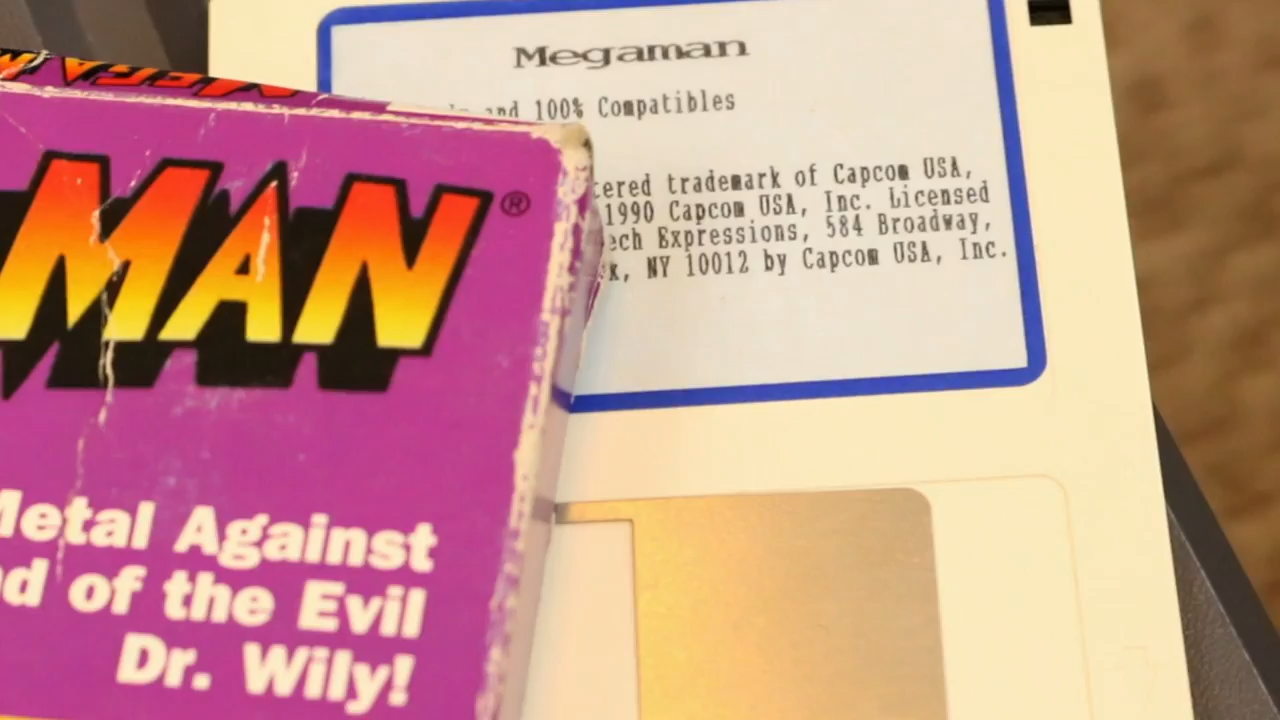 Megaman
and 100% Compatibles
tered trademark of Capcom USA,
1990 Capcom USA, Inc. Licensed
ech Expressions, 584 Broadway,
k, NY 10012 by Capcom USA, Inc.
MEGA M
MAN®
Metal Against
d of the Evil
Dr. Wily!